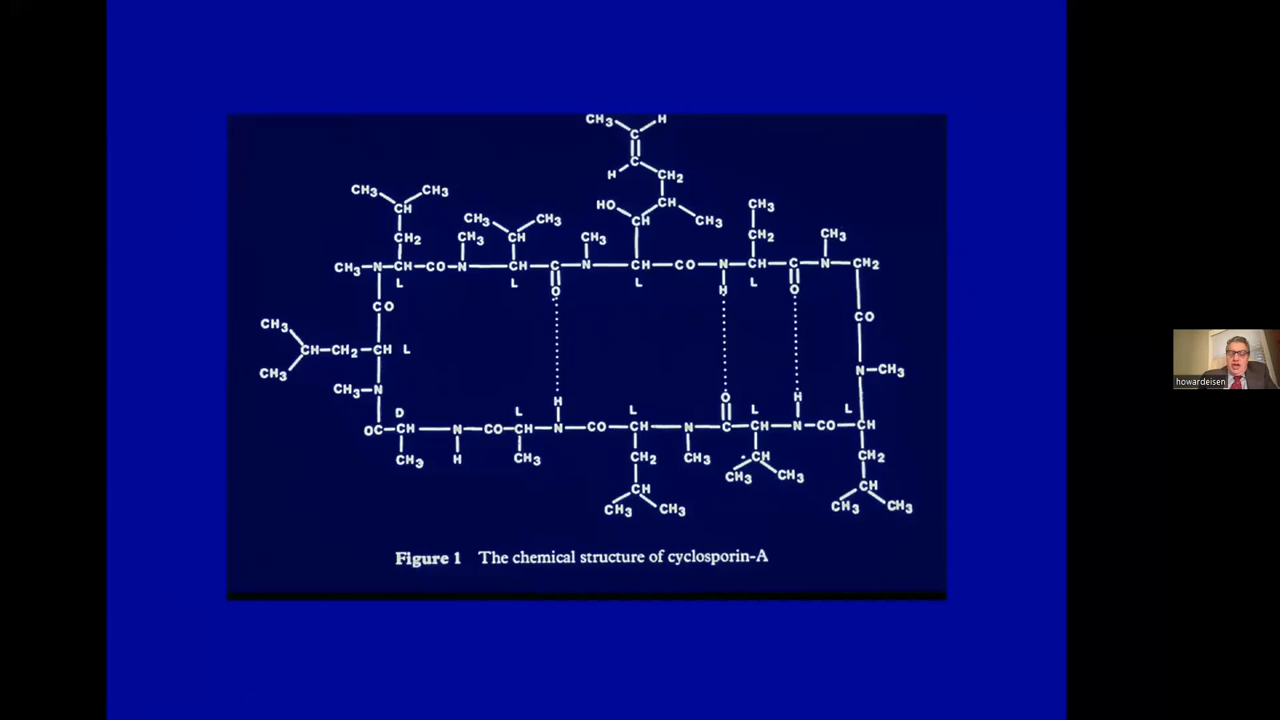 CH3 H
C
C
H CH2
CH3 CH3 HO CH CH3
CH3 CH3 CH3
CH CH
CH2 CH3 CH CH3 CH2 CH3
CH3 N CH CO N CH C N CH CO N CH C N CH2
L L O L H L O
CO CO
CH3
CH CH2 CH L
CH3 N CH3
CH3 N
D L H O L H L
OC CH N CO CH N CO CH N C CH N CO CH
CH3 H CH3 CH2 CH3 CH CH2
CH3 CH3
CH CH
CH3 CH3 CH3 CH3
Figure 1 The chemical structure of cyclosporin-A
howardeisen